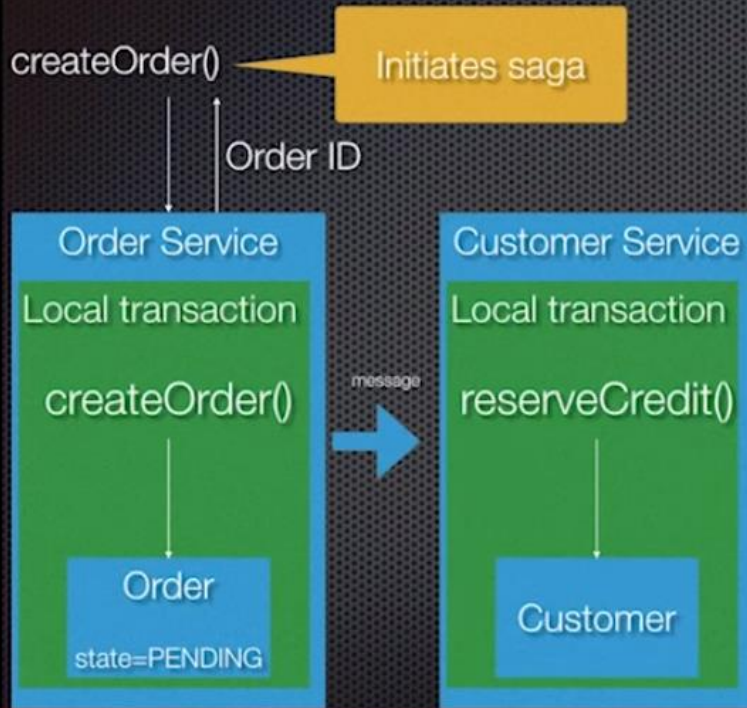 createOrder()
Initiates saga
Order ID
Order Service
Local transaction
createOrder()
Order
state=PENDING
message
Customer Service
Local transaction
reserveCredit()
Customer